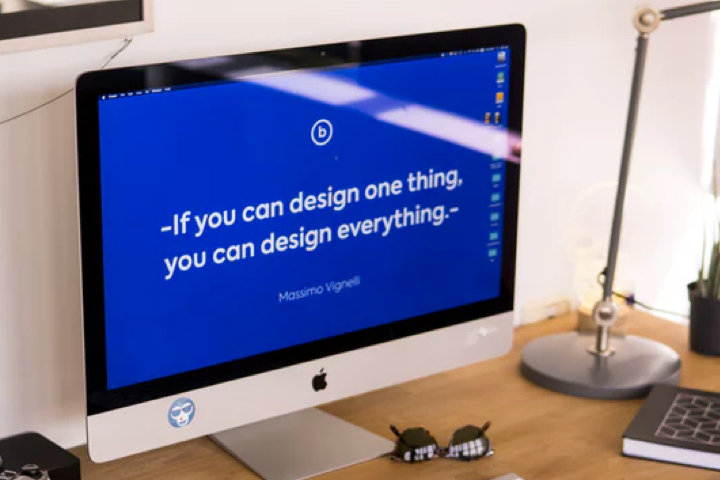 b
-If you can design one thing,
you can design everything.-
Massimo Vignelli